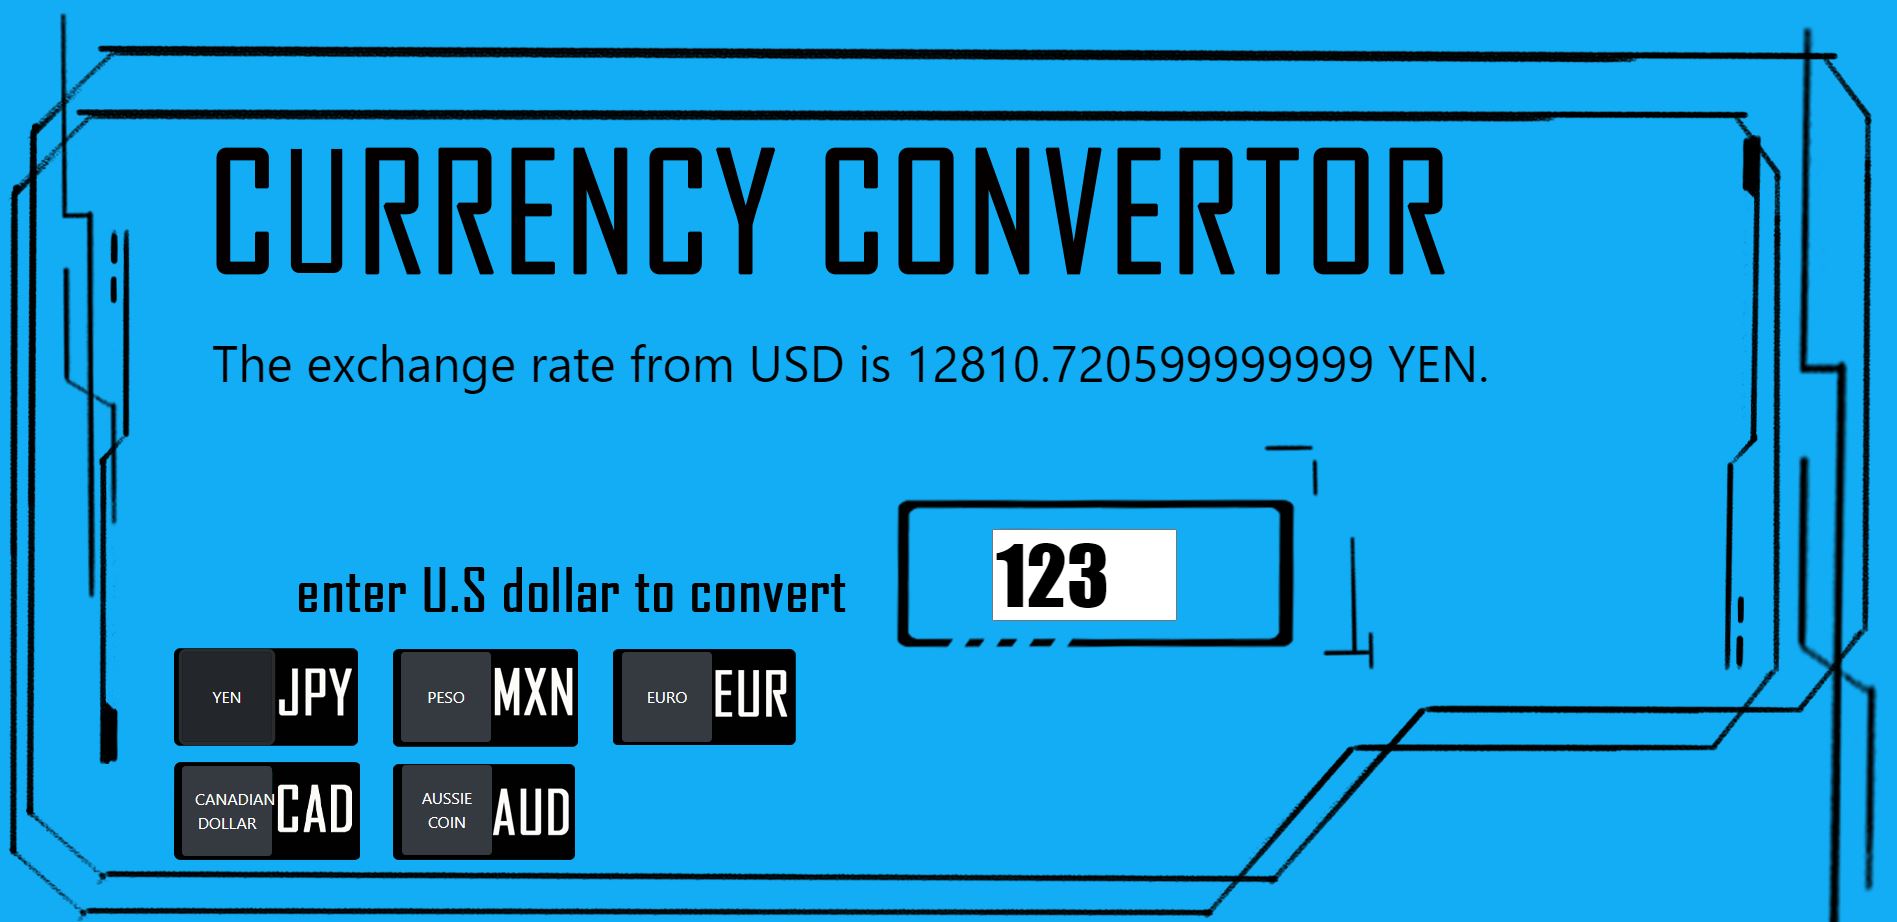 CURRENCY CONVERTOR
The exchange rate from USD is 12810.720599999999 YEN.
123
enter U.S dollar to convert
YEN JPY
PESO MXN
EURO EUR
CANADIAN
DOLLAR
CAD
AUSSIE
COIN
AUD